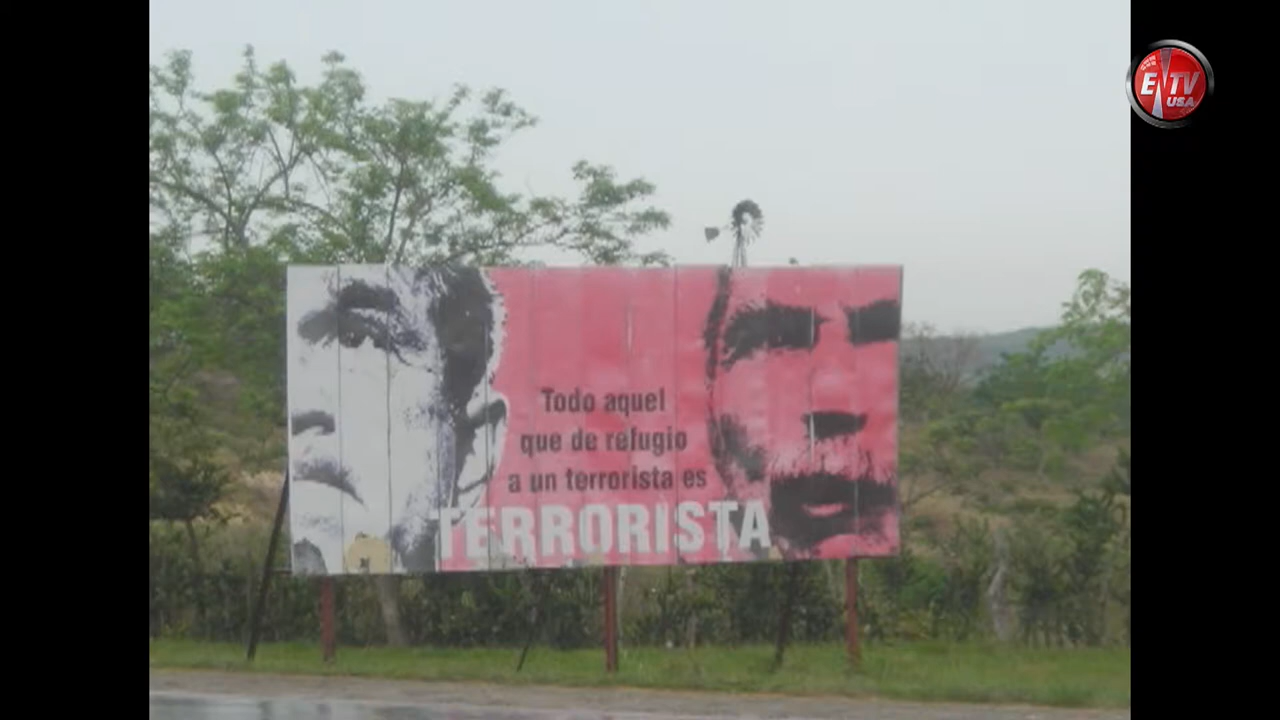 ENTV
USA
Todo aquel
que de refugio
a un terrorista es
TERRORISTA